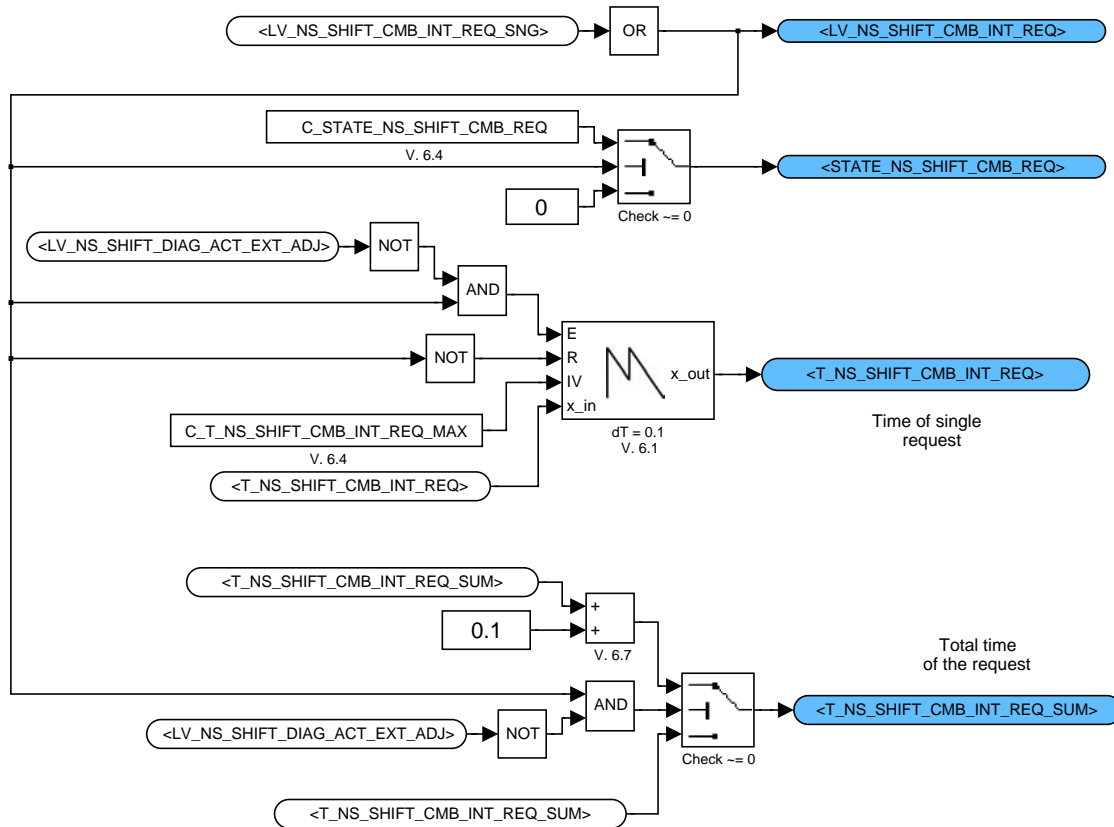 <LV_NS_SHIFT_CMB_INT_REQ_SNG>
OR
<LV_NS_SHIFT_CMB_INT_REQ>
C_STATE_NS_SHIFT_CMB_REQ
V. 6.4
<STATE_NS_SHIFT_CMB_REQ>
0
Check ~= 0
<LV_NS_SHIFT_DIAG_ACT_EXT_ADJ>
NOT
AND
E
NOT
R
IV
x_in
x_out
<T_NS_SHIFT_CMB_INT_REQ>
C_T_NS_SHIFT_CMB_INT_REQ_MAX
V. 6.4
dT = 0.1
V. 6.1
Time of single
request
<T_NS_SHIFT_CMB_INT_REQ>
<T_NS_SHIFT_CMB_INT_REQ_SUM>
+
+
0.1
V. 6.7
Total time
of the request
AND
<T_NS_SHIFT_CMB_INT_REQ_SUM>
<LV_NS_SHIFT_DIAG_ACT_EXT_ADJ>
NOT
Check ~= 0
<T_NS_SHIFT_CMB_INT_REQ_SUM>